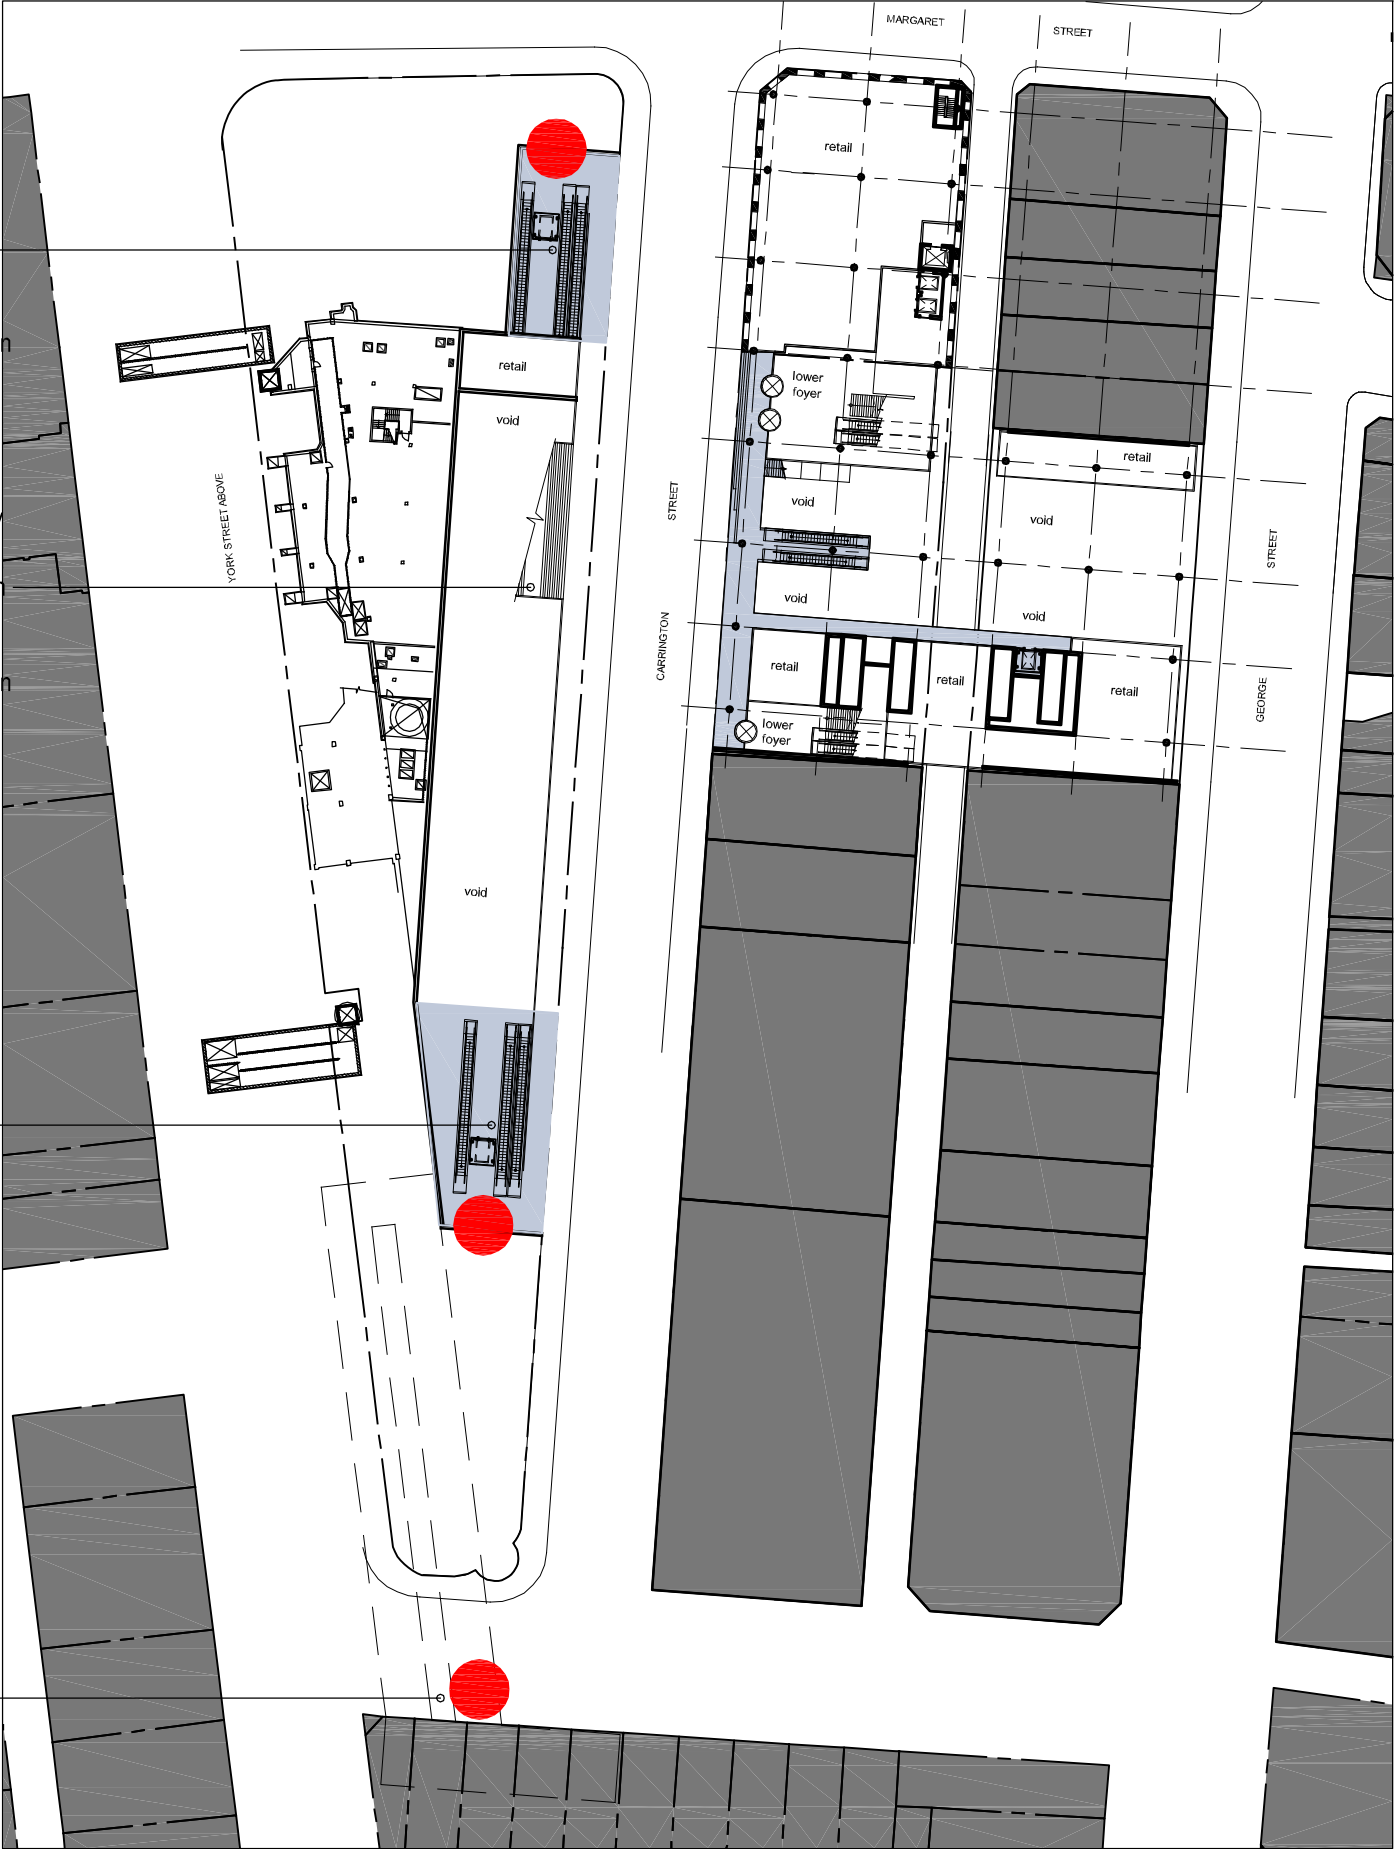 MARGARET
STREET
retail
n
retail
lower
foyer
void
retail
YORK STREET ABOVE
STREET
void
void
STREET
n
void
void
CARRINGTON
retail
retail
retail
GEORGE
n
lower
foyer
void